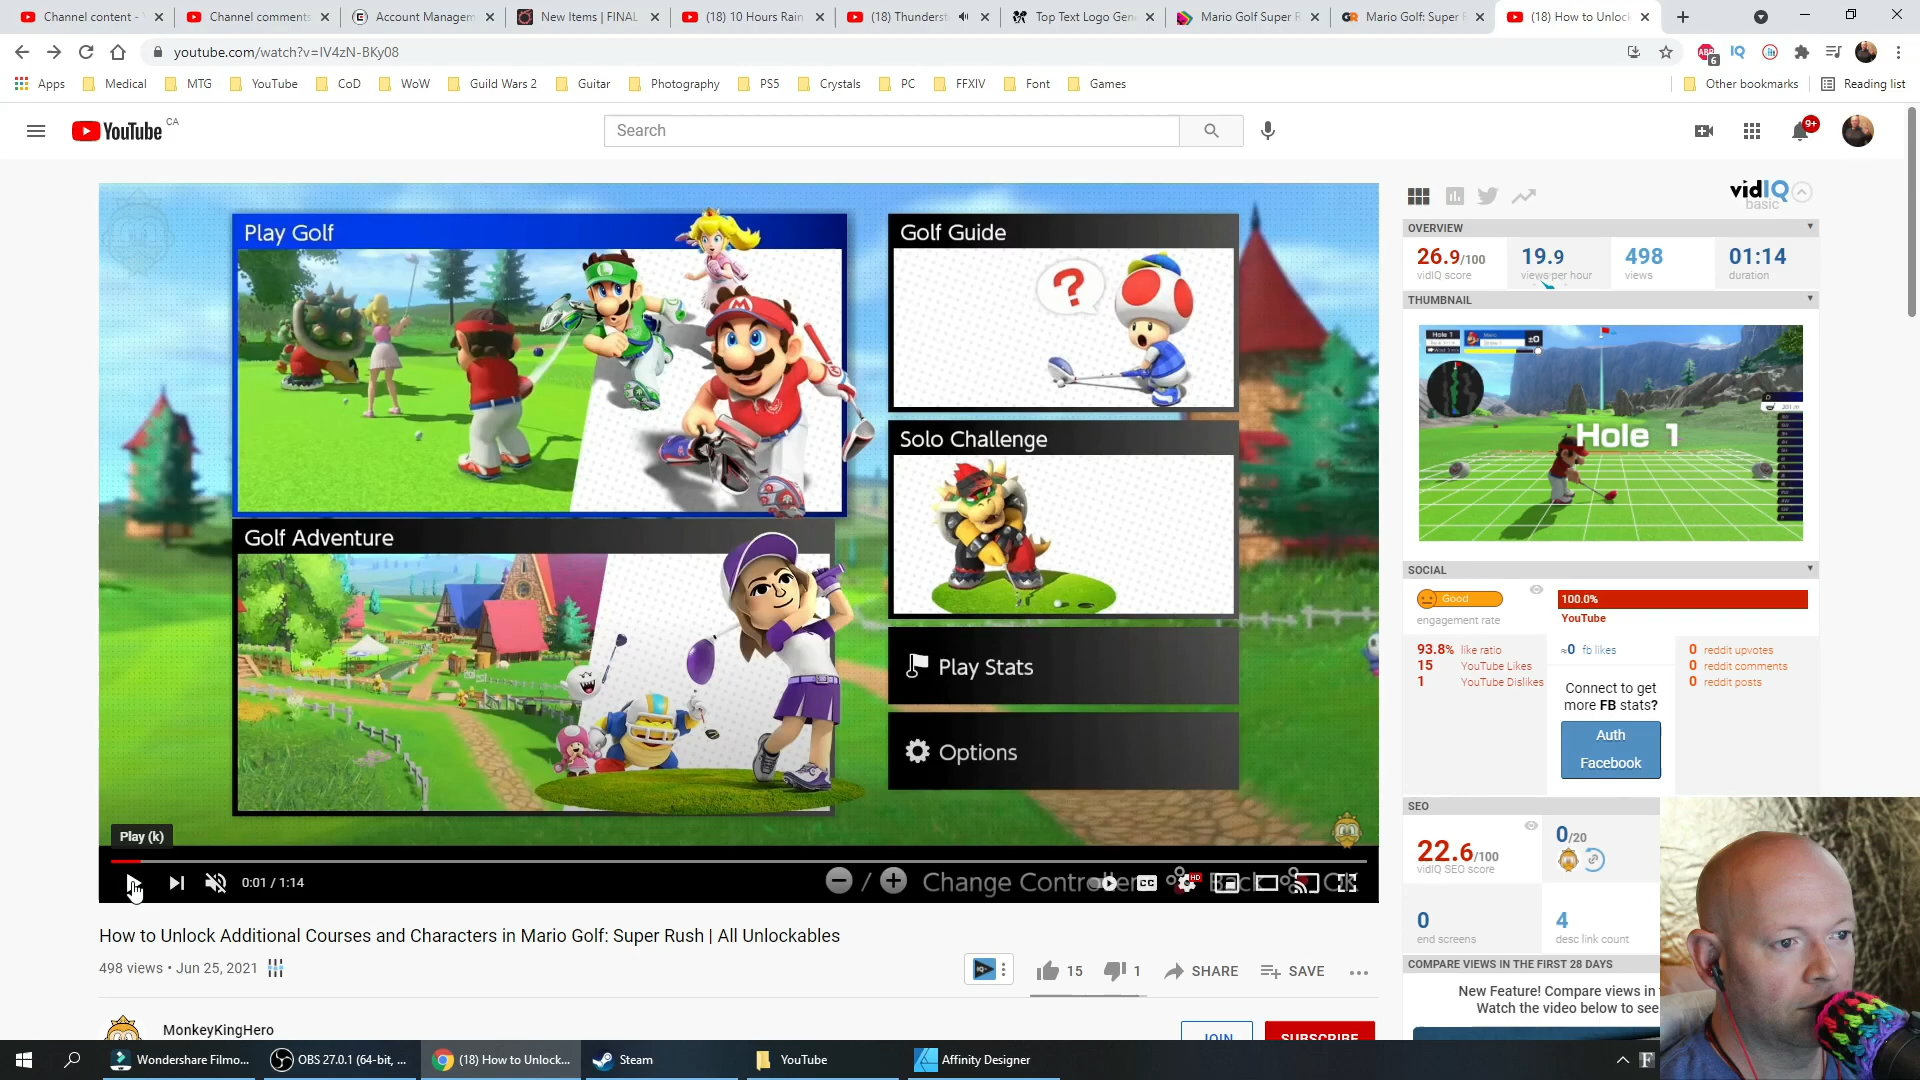 Channel content - Y
Channel comments
Account Managem
New Items | FINAL
(18) 10 Hours Rain
(18) Thunderst
Top Text Logo Gen
Mario Golf Super R
Mario Golf: Super R
(18) How to Unlock
youtube.com/watch?v=IV4zN-BKy08
Apps
Medical
MTG
YouTube
CoD
WoW
Guild Wars 2
Guitar
Photography
PS5
Crystals
PC
FFXIV
Font
Games
Other bookmarks
Reading list
YouTube CA
Search
9+
Play Golf
Golf Guide
Solo Challenge
Golf Adventure
Play Stats
Options
Play (k)
0:01 / 1:14
Change Controller
How to Unlock Additional Courses and Characters in Mario Golf: Super Rush | All Unlockables
498 views • Jun 25, 2021
15
1
SHARE
SAVE
MonkeyKingHero
JOIN
SUBSCRIBE
vidIQ
basic
OVERVIEW
26.9/100
vidIQ score
19.9
views per hour
498
views
01:14
duration
THUMBNAIL
Hole 1
Mario
±0
Hole 1
SOCIAL
Good
engagement rate
100.0%
YouTube
93.8% like ratio
15 YouTube Likes
1 YouTube Dislikes
≈0 fb likes
Connect to get
more FB stats?
Auth
Facebook
0 reddit upvotes
0 reddit comments
0 reddit posts
SEO
22.6/100
vidIQ SEO score
0/20
0
end screens
4
desc link count
COMPARE VIEWS IN THE FIRST 28 DAYS
New Feature! Compare views in
Watch the video below to see
Wondershare Filmo...
OBS 27.0.1 (64-bit, ...
(18) How to Unlock...
Steam
YouTube
Affinity Designer